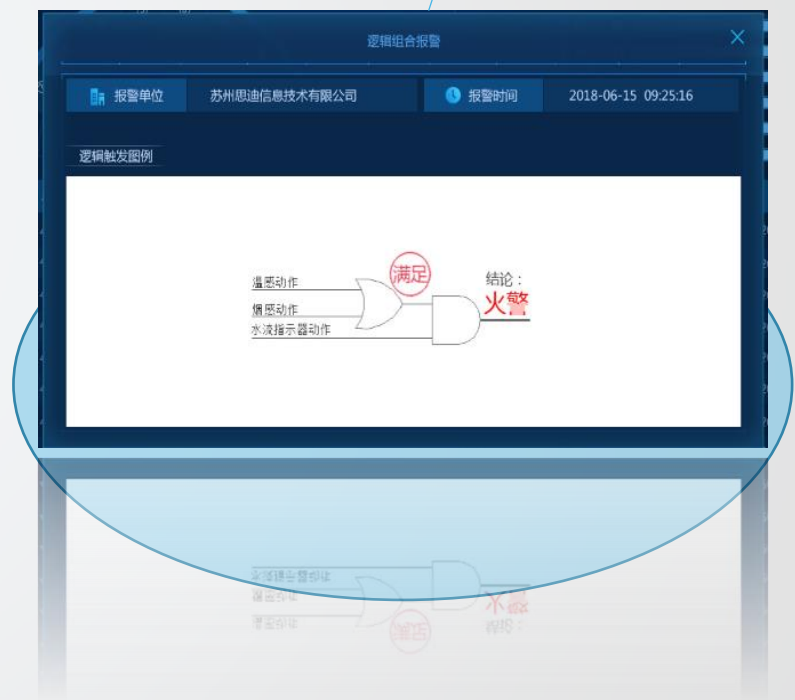 逻辑组合报警
报警单位 苏州思迪信息技术有限公司 报警时间 2018-06-15 09:25:16
逻辑触发图例
温感动作
烟感动作
水流指示器动作
满足
结论：
火警